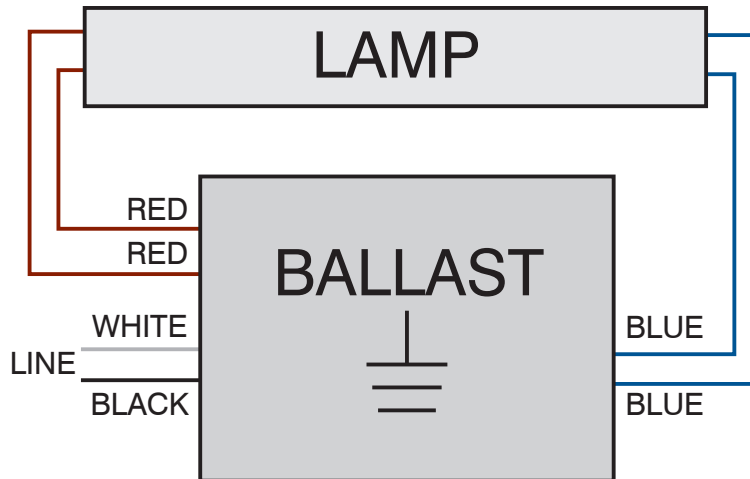 LAMP
RED
RED
BALLAST
WHITE
BLUE
LINE
BLACK
BLUE